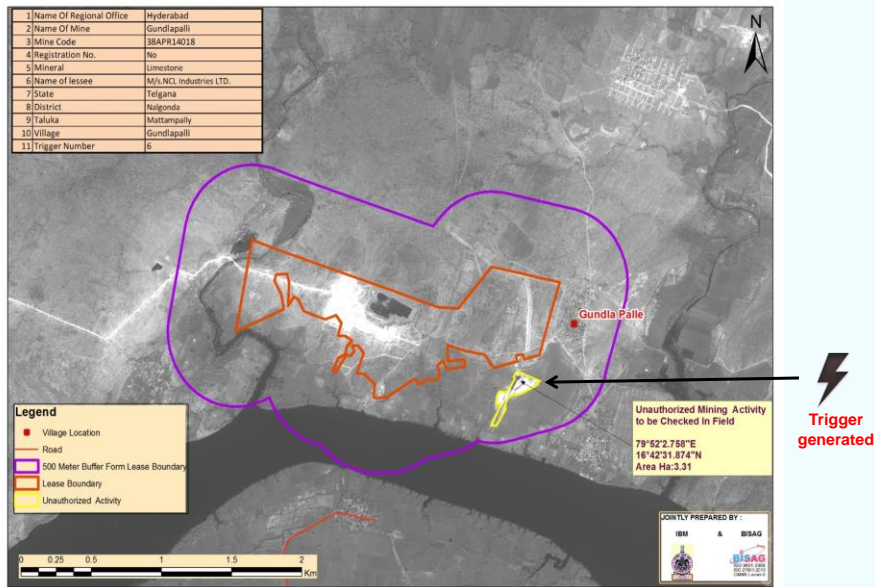 1 Name Of Regional Office Hyderabad
2 Name Of Mine Gundlapalli
3 Mine Code 38APR14018
4 Registration No. No
5 Mineral Limestone
6 Name of lessee M/s.NCL Industries LTD.
7 State Telgana
8 District Nalgonda
9 Taluka Mattampally
10 Village Gundlapalli
11 Trigger Number 6
N
Gundla Palle
Trigger
generated
Unauthorized Mining Activity
to be Checked In Field
79°52'2.758"E
16°42'31.874"N
Area Ha:3.31
Legend
Village Location
Road
500 Meter Buffer Form Lease Boundary
Lease Boundary
Unauthorized Activity
0 0.25 0.5 1 1.5 2
Km
JOINTLY PREPARED BY :
IBM & BISAG
BISAG